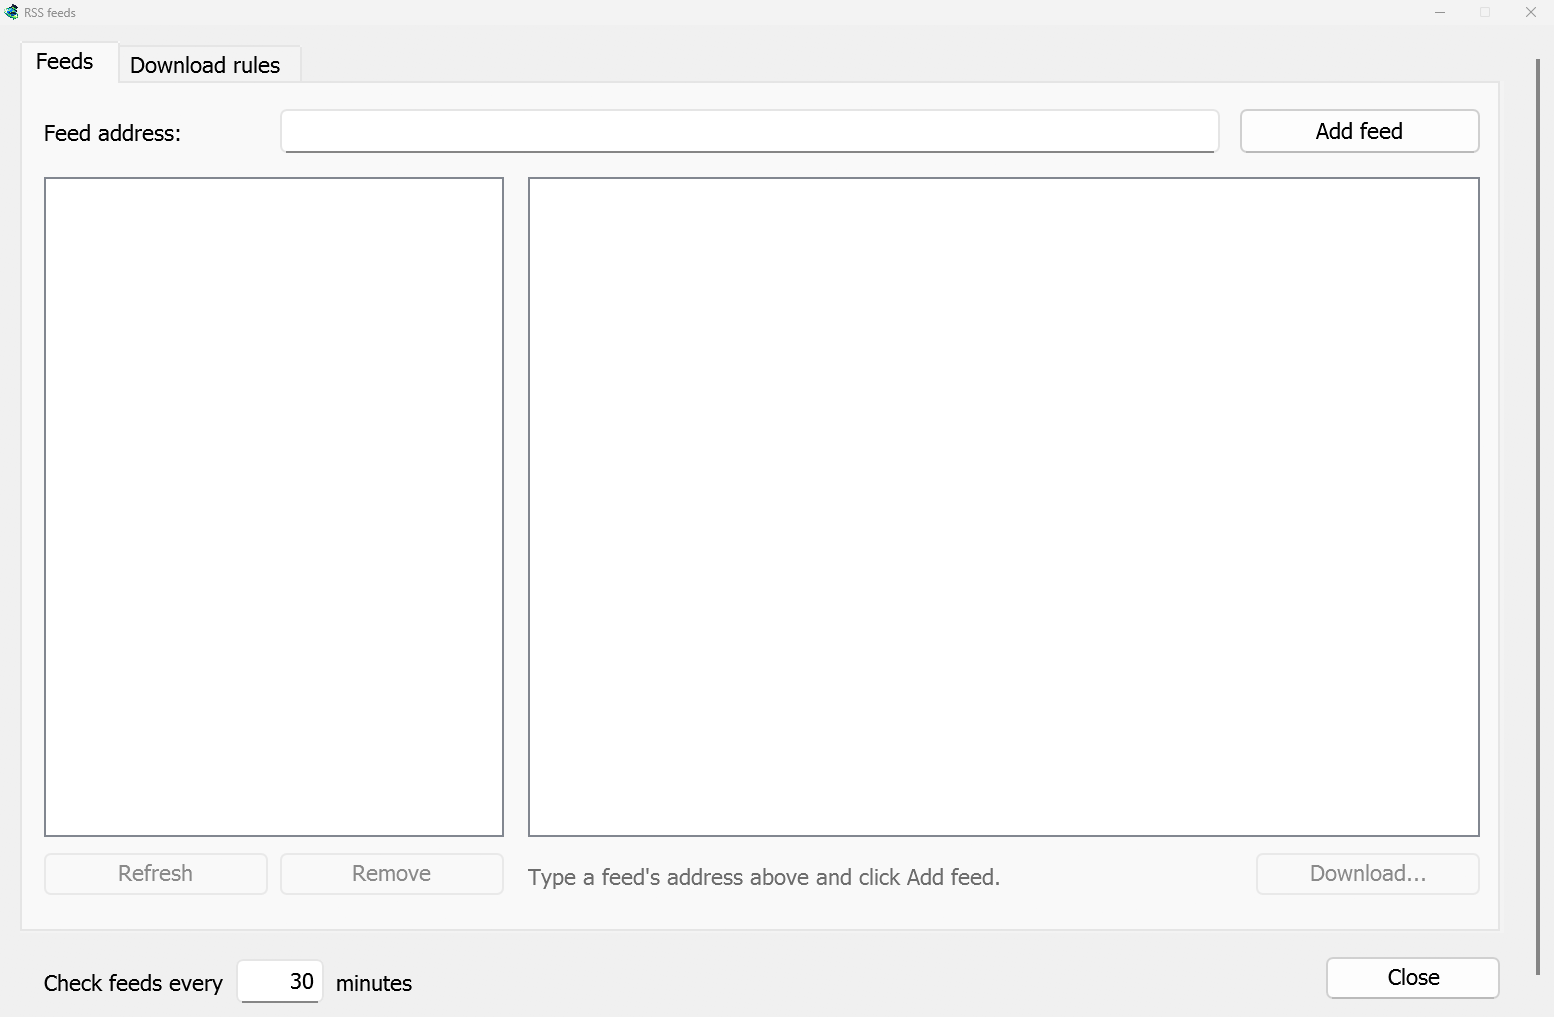 RSS feeds
Feeds
Download rules
Feed address:
Add feed
Refresh
Remove
Type a feed's address above and click Add feed.
Download...
Check feeds every 30 minutes
Close